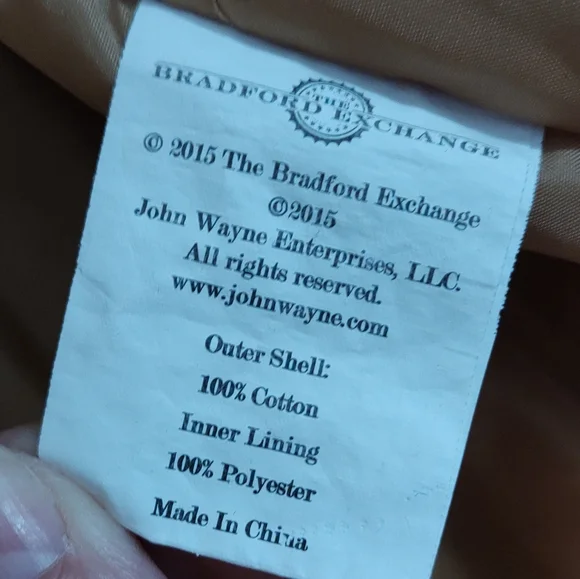 THE
BRADFORD EXCHANGE
© 2015 The Bradford Exchange
©2015
John Wayne Enterprises, LLC.
All rights reserved.
www.johnwayne.com
Outer Shell:
100% Cotton
Inner Lining
100% Polyester
Made In China